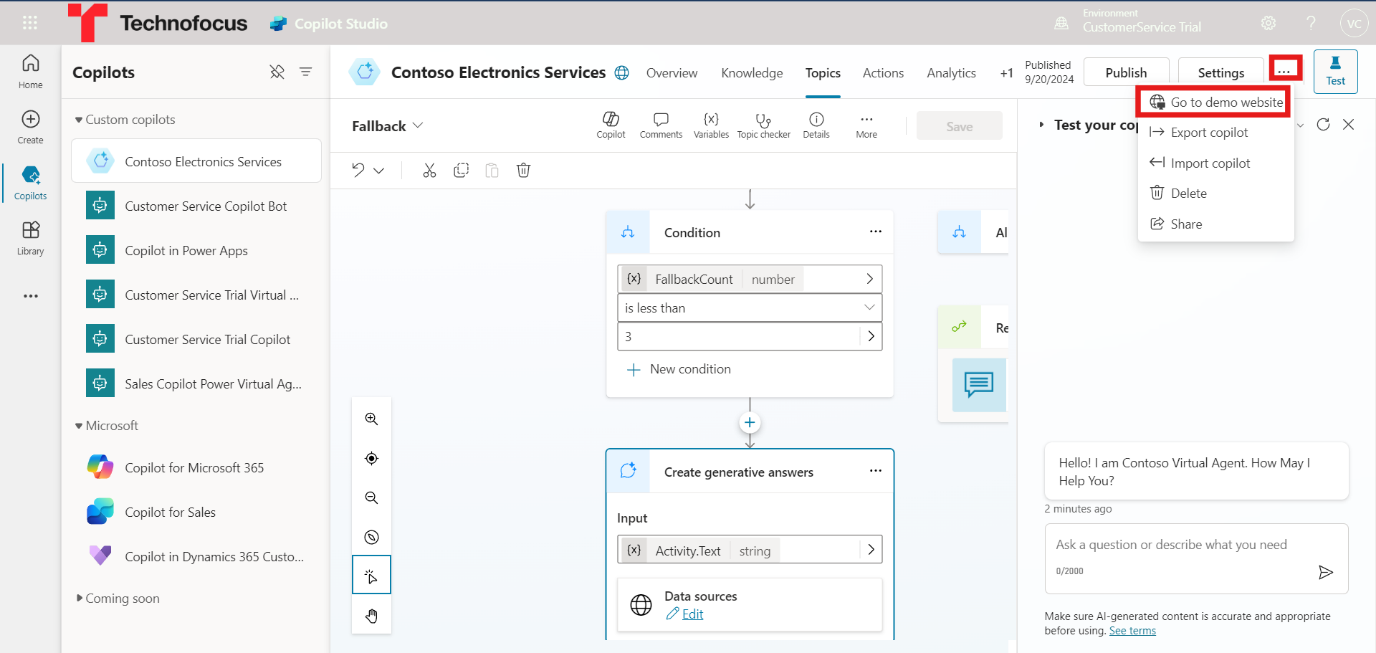 Technofocus
Copilot Studio
Environment
CustomerService Trial
?
VC
Home
Create
Copilots
Library
Copilots
Custom copilots
Contoso Electronics Services
Customer Service Copilot Bot
Copilot in Power Apps
Customer Service Trial Virtual ...
Customer Service Trial Copilot
Sales Copilot Power Virtual Ag...
Microsoft
Copilot for Microsoft 365
Copilot for Sales
Copilot in Dynamics 365 Custo...
Coming soon
Contoso Electronics Services
Overview
Knowledge
Topics
Actions
Analytics
+1
Published
9/20/2024
Publish
Settings
...
Test
Go to demo website
Export copilot
Import copilot
Delete
Share
Fallback
Copilot
Comments
{x}
Variables
Topic checker
Details
More
Save
Condition
{x} FallbackCount number
is less than
3
New condition
Create generative answers
Input
{x} Activity.Text string
Data sources
Edit
Al
Re
Test your cop
Hello! I am Contoso Virtual Agent. How May I
Help You?
2 minutes ago
Ask a question or describe what you need
0/2000
Make sure AI-generated content is accurate and appropriate
before using. See terms